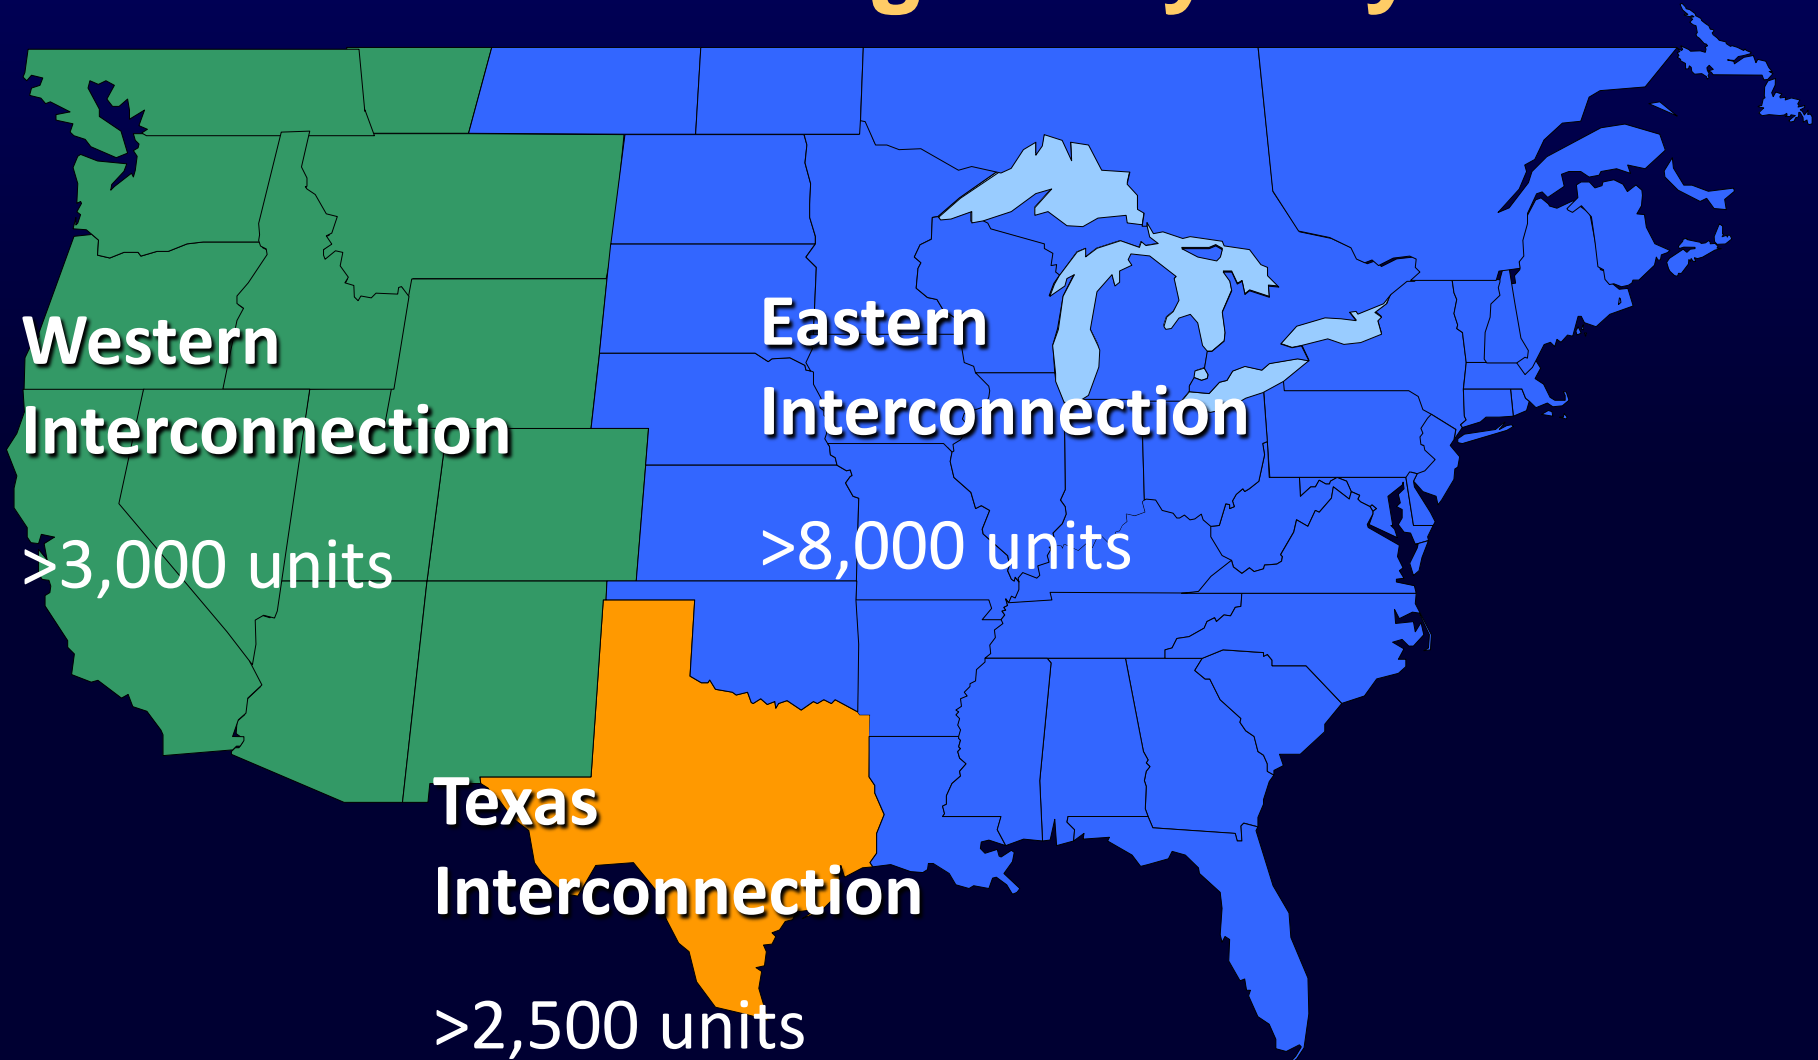 Western
Interconnection
>3,000 units
Eastern
Interconnection
>8,000 units
Texas
Interconnection
>2,500 units